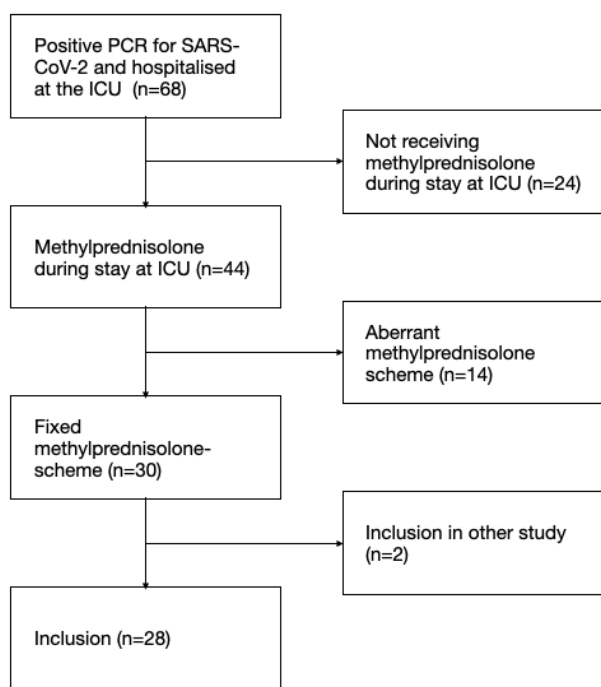 Positive PCR for SARS-
CoV-2 and hospitalised
at the ICU (n=68)
Not receiving
methylprednisolone
during stay at ICU (n=24)
Methylprednisolone
during stay at ICU (n=44)
Aberrant
methylprednisolone
scheme (n=14)
Fixed
methylprednisolone-
scheme (n=30)
Inclusion in other study
(n=2)
Inclusion (n=28)